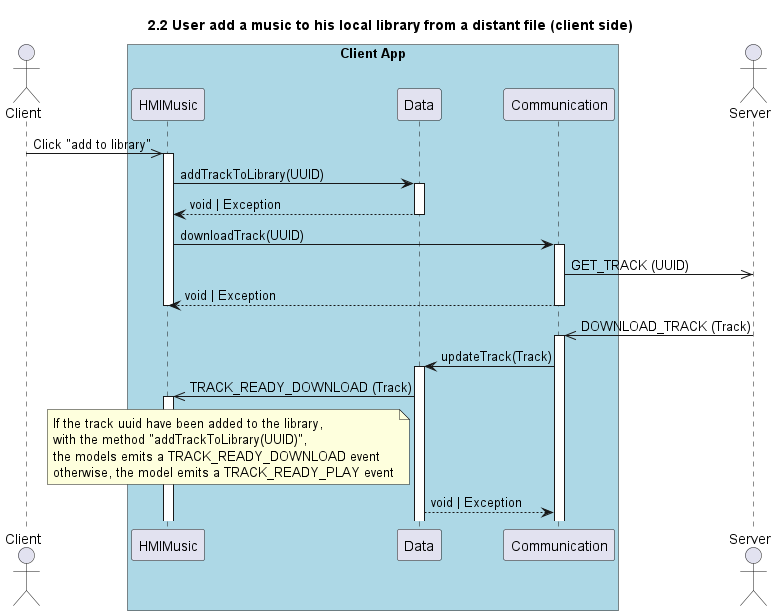 2.2 User add a music to his local library from a distant file (client side)
Client App
Client
HMIMusic
Data
Communication
Server
Click "add to library"
addTrackToLibrary(UUID)
void | Exception
downloadTrack(UUID)
GET_TRACK (UUID)
void | Exception
DOWNLOAD_TRACK (Track)
updateTrack(Track)
TRACK_READY_DOWNLOAD (Track)
If the track uuid have been added to the library,
with the method "addTrackToLibrary(UUID)",
the models emits a TRACK_READY_DOWNLOAD event
otherwise, the model emits a TRACK_READY_PLAY event
void | Exception
Client
HMIMusic
Data
Communication
Server